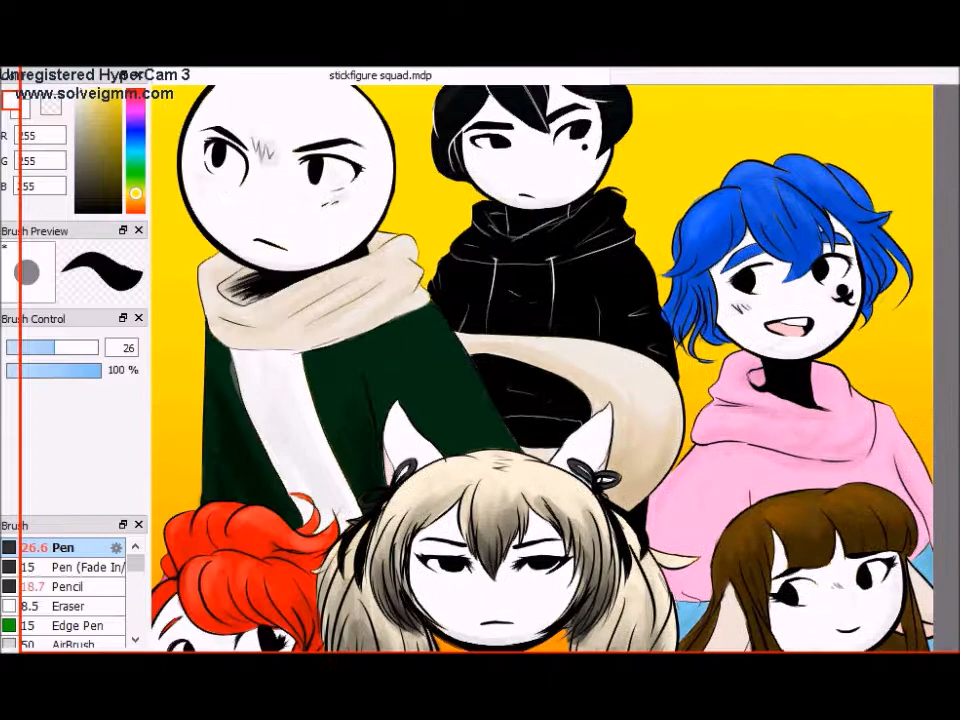 Unregistered HyperCam 3
stickfigure squad.mdp
www.solveigmm.com
R 255
G 255
B 255
Brush Preview
*
Brush Control
26
100 %
Brush
26.6 Pen
15 Pen (Fade In/
18.7 Pencil
8.5 Eraser
15 Edge Pen
50 AirBrush